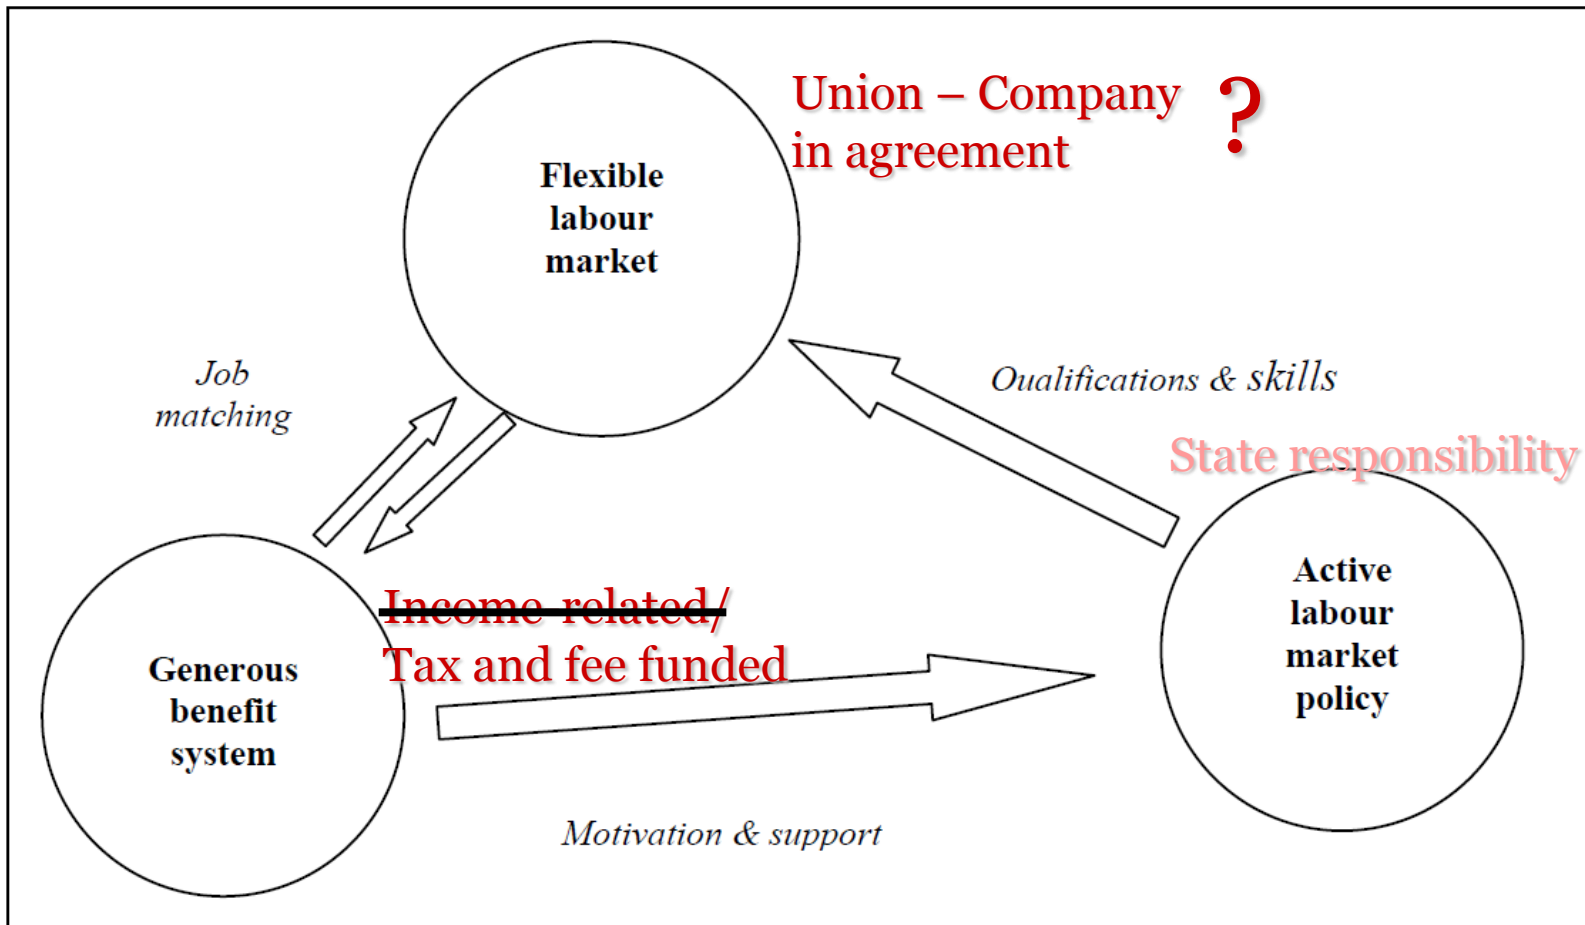 Union – Company ?
in agreement
Flexible
labour
market
Job
matching
Oualifications & skills
State responsibility
Income-related/
Tax and fee funded
Generous
benefit
system
Active
labour
market
policy
Motivation & support